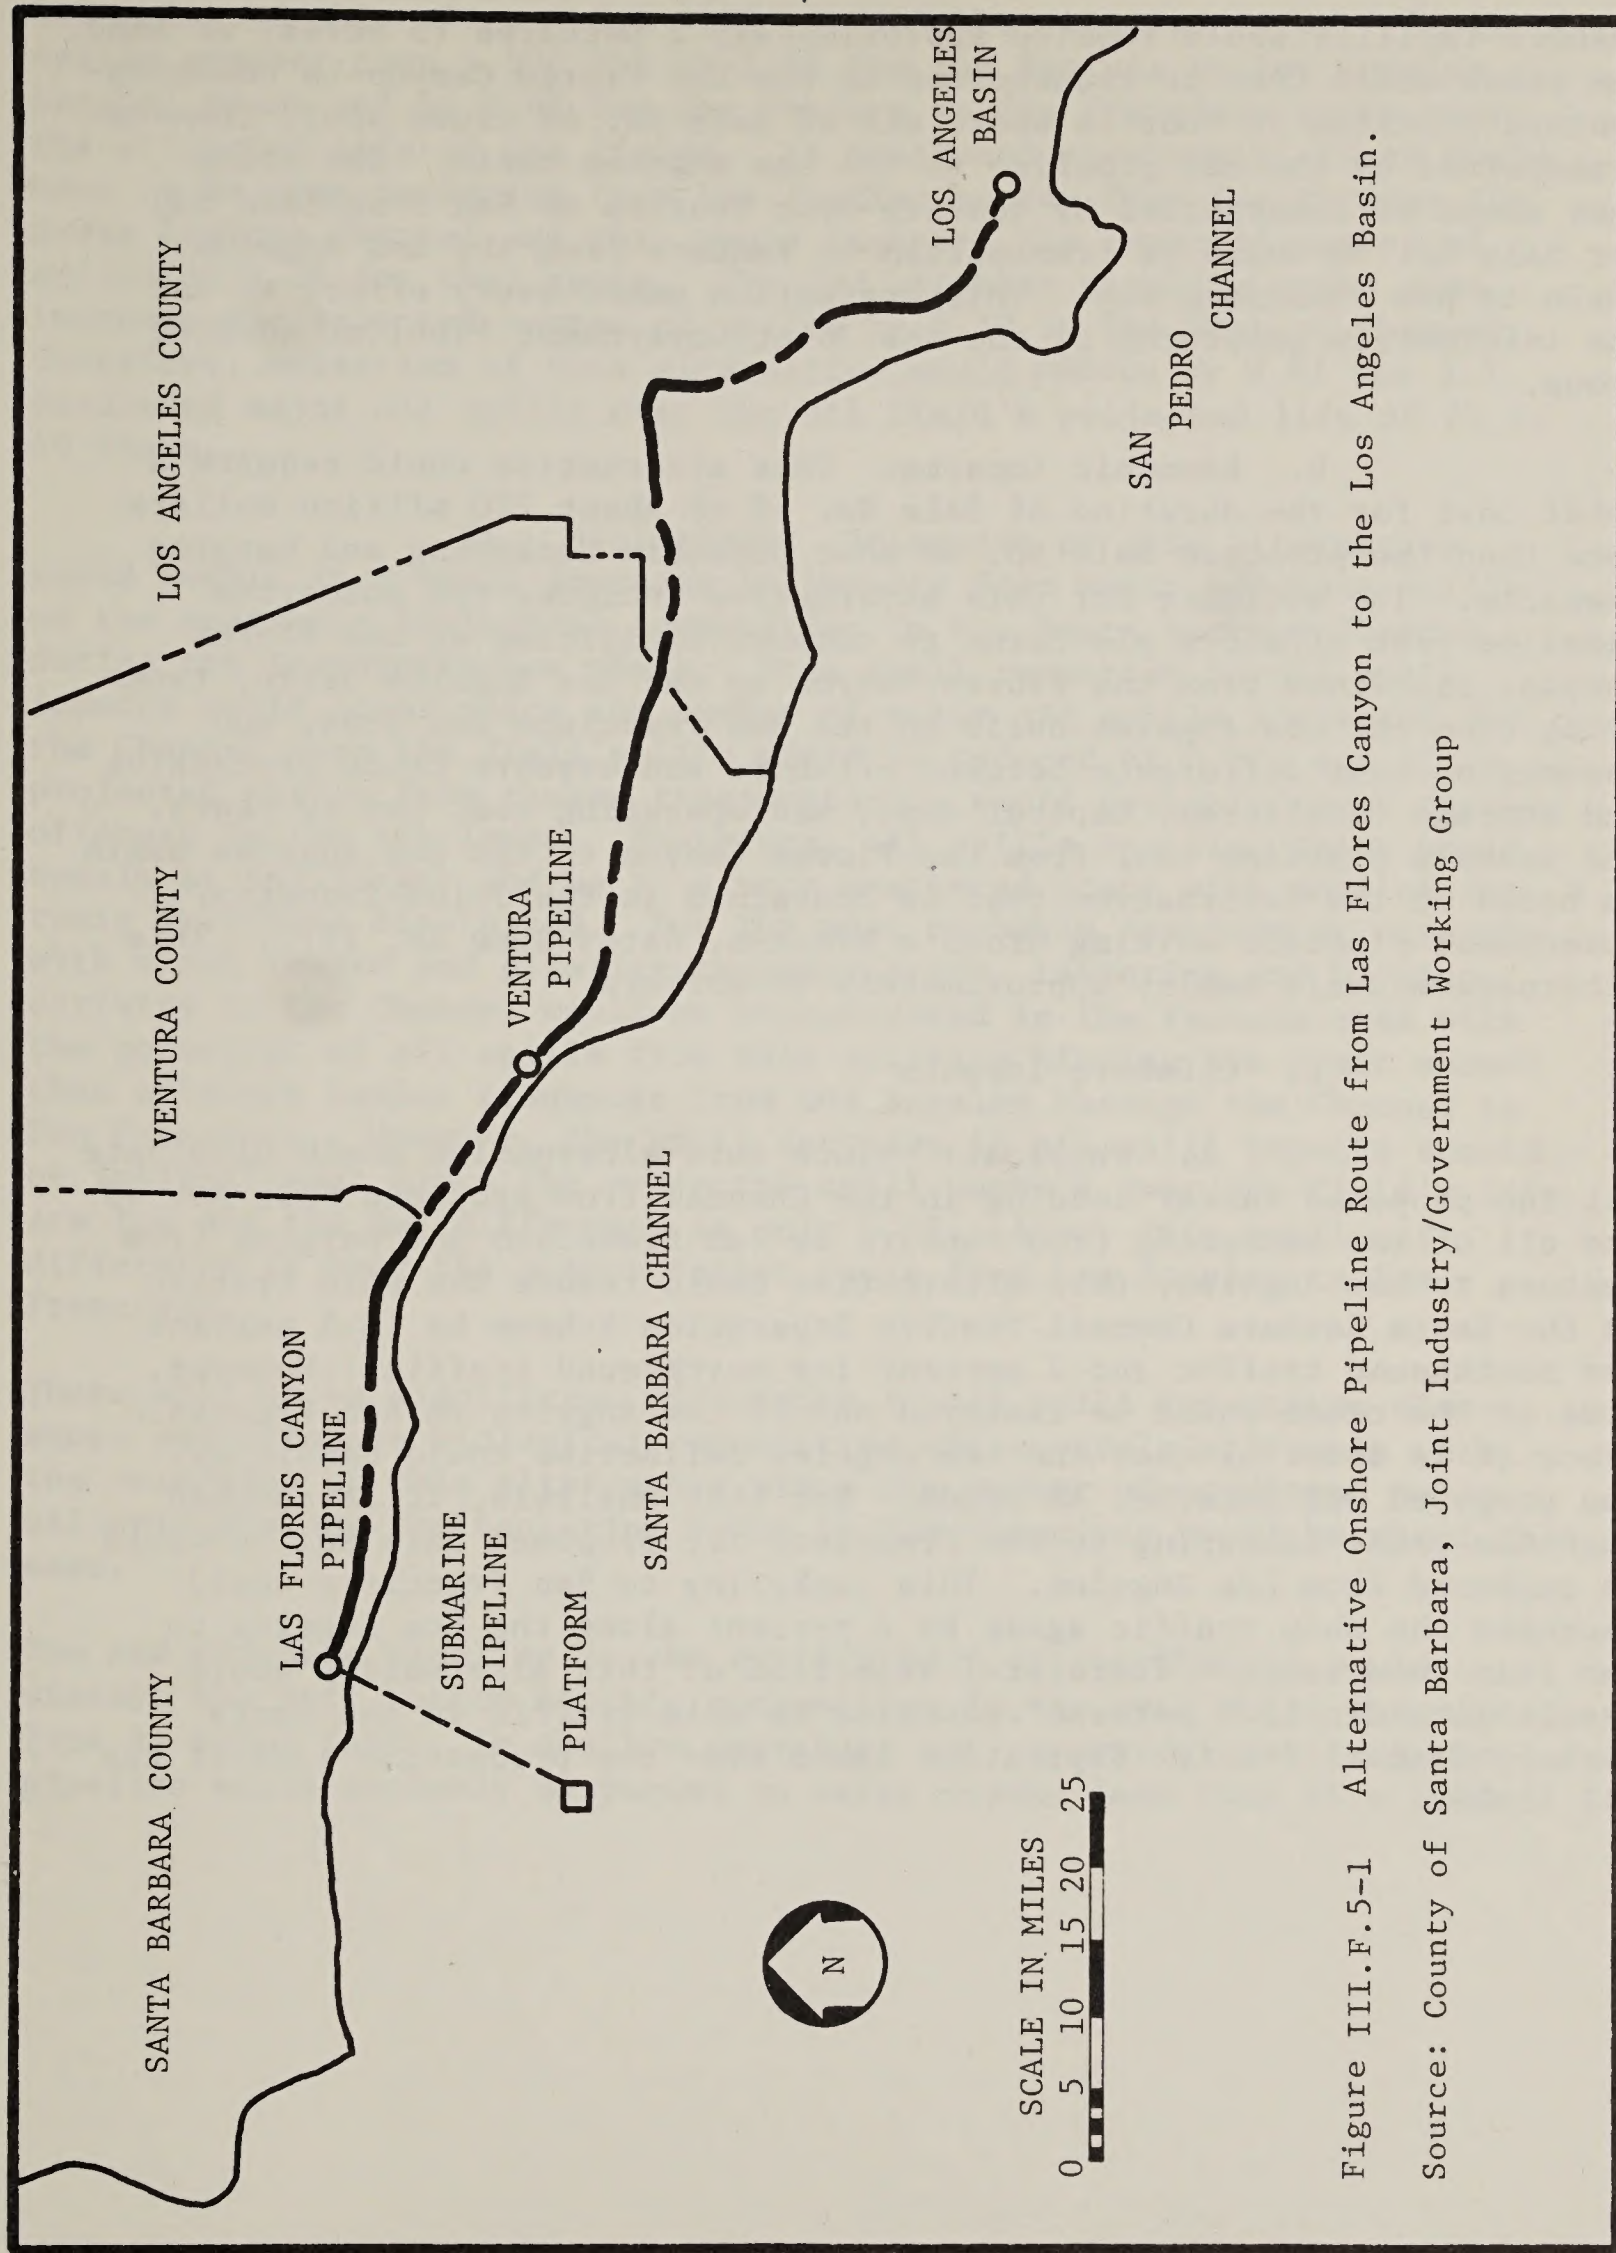 SANTA BARBARA COUNTY
VENTURA COUNTY
LOS ANGELES COUNTY
LAS FLORES CANYON
PIPELINE
SUBMARINE
PIPELINE
PLATFORM
VENTURA
PIPELINE
SANTA BARBARA CHANNEL
LOS ANGELES
BASIN
SAN
PEDRO
CHANNEL
N
SCALE IN MILES
0 5 10 15 20 25
Figure III.F.5-1 Alternative Onshore Pipeline Route from Las Flores Canyon to the Los Angeles Basin.
Source: County of Santa Barbara, Joint Industry/Government Working Group